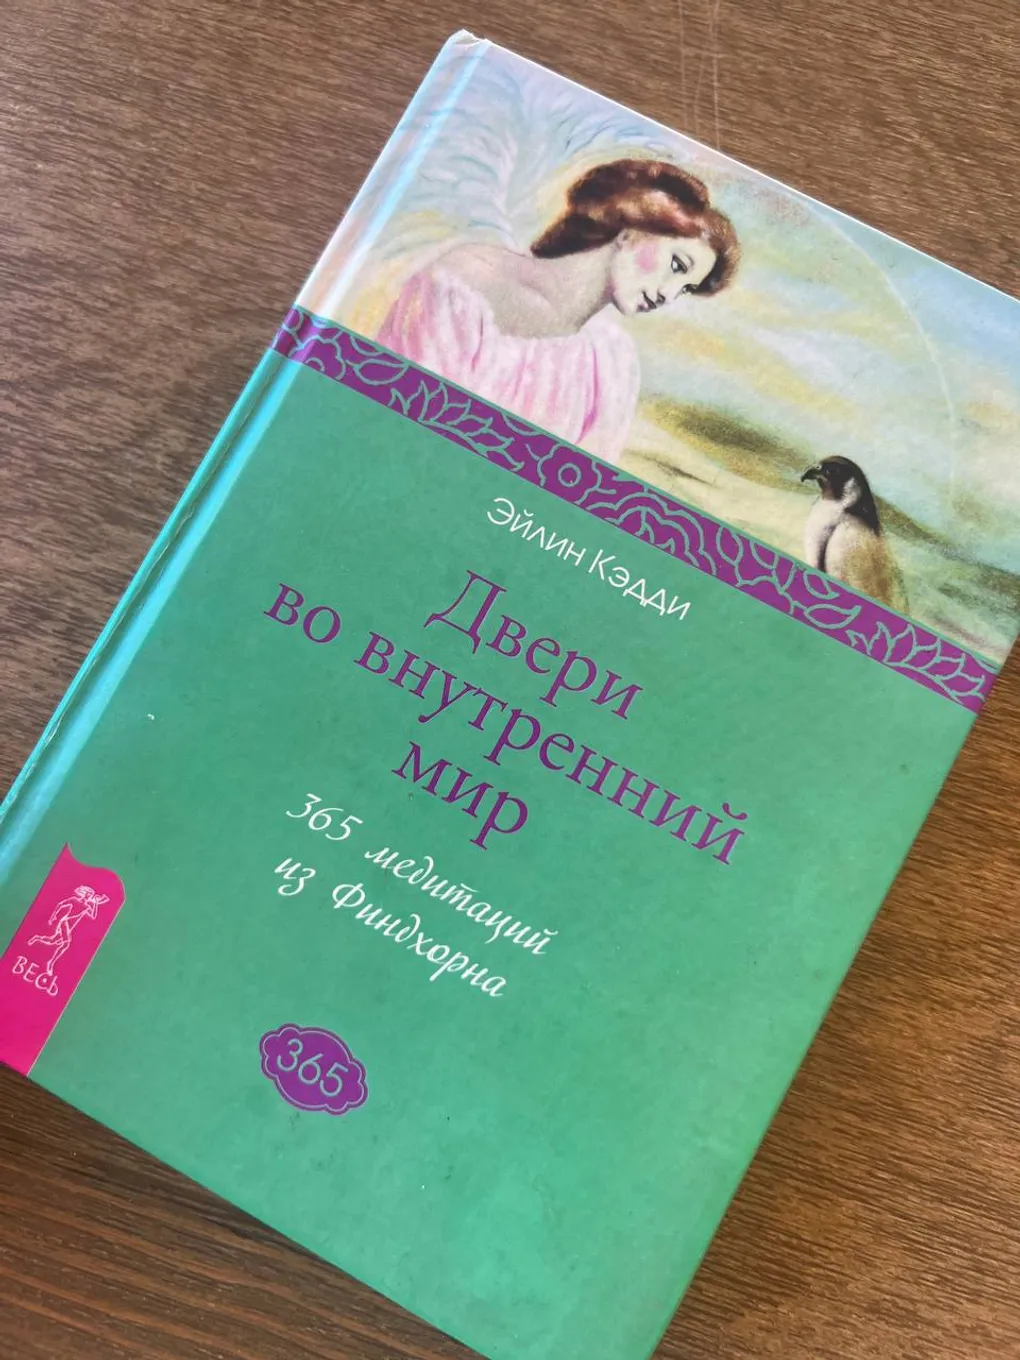 Эйлин Кэдди
Двери
во внутренний
мир
365 медитаций
из Финдхорна
ВЕСЬ
365